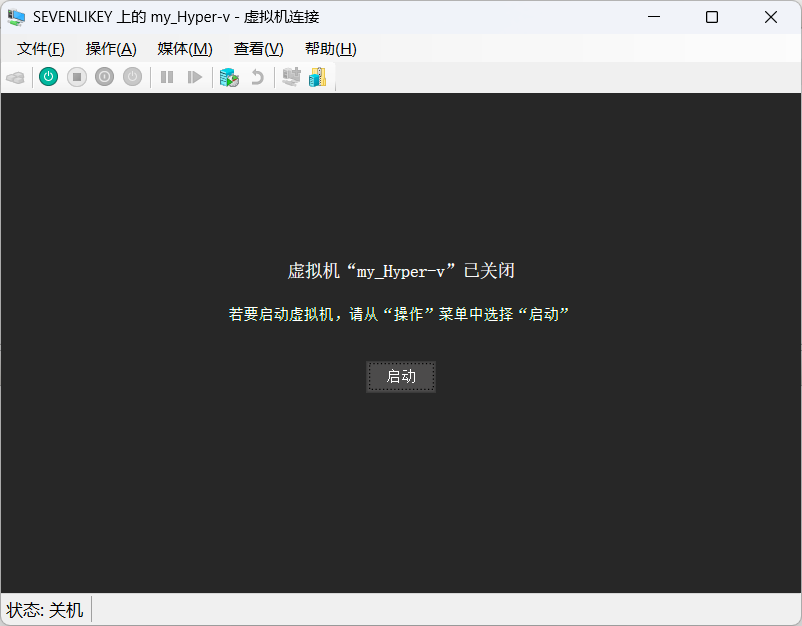 SEVENLIKEY 上的 my_Hyper-v - 虚拟机连接
文件(F) 操作(A) 媒体(M) 查看(V) 帮助(H)
虚拟机“my_Hyper-v”已关闭
若要启动虚拟机，请从“操作”菜单中选择“启动”
启动
状态: 关机